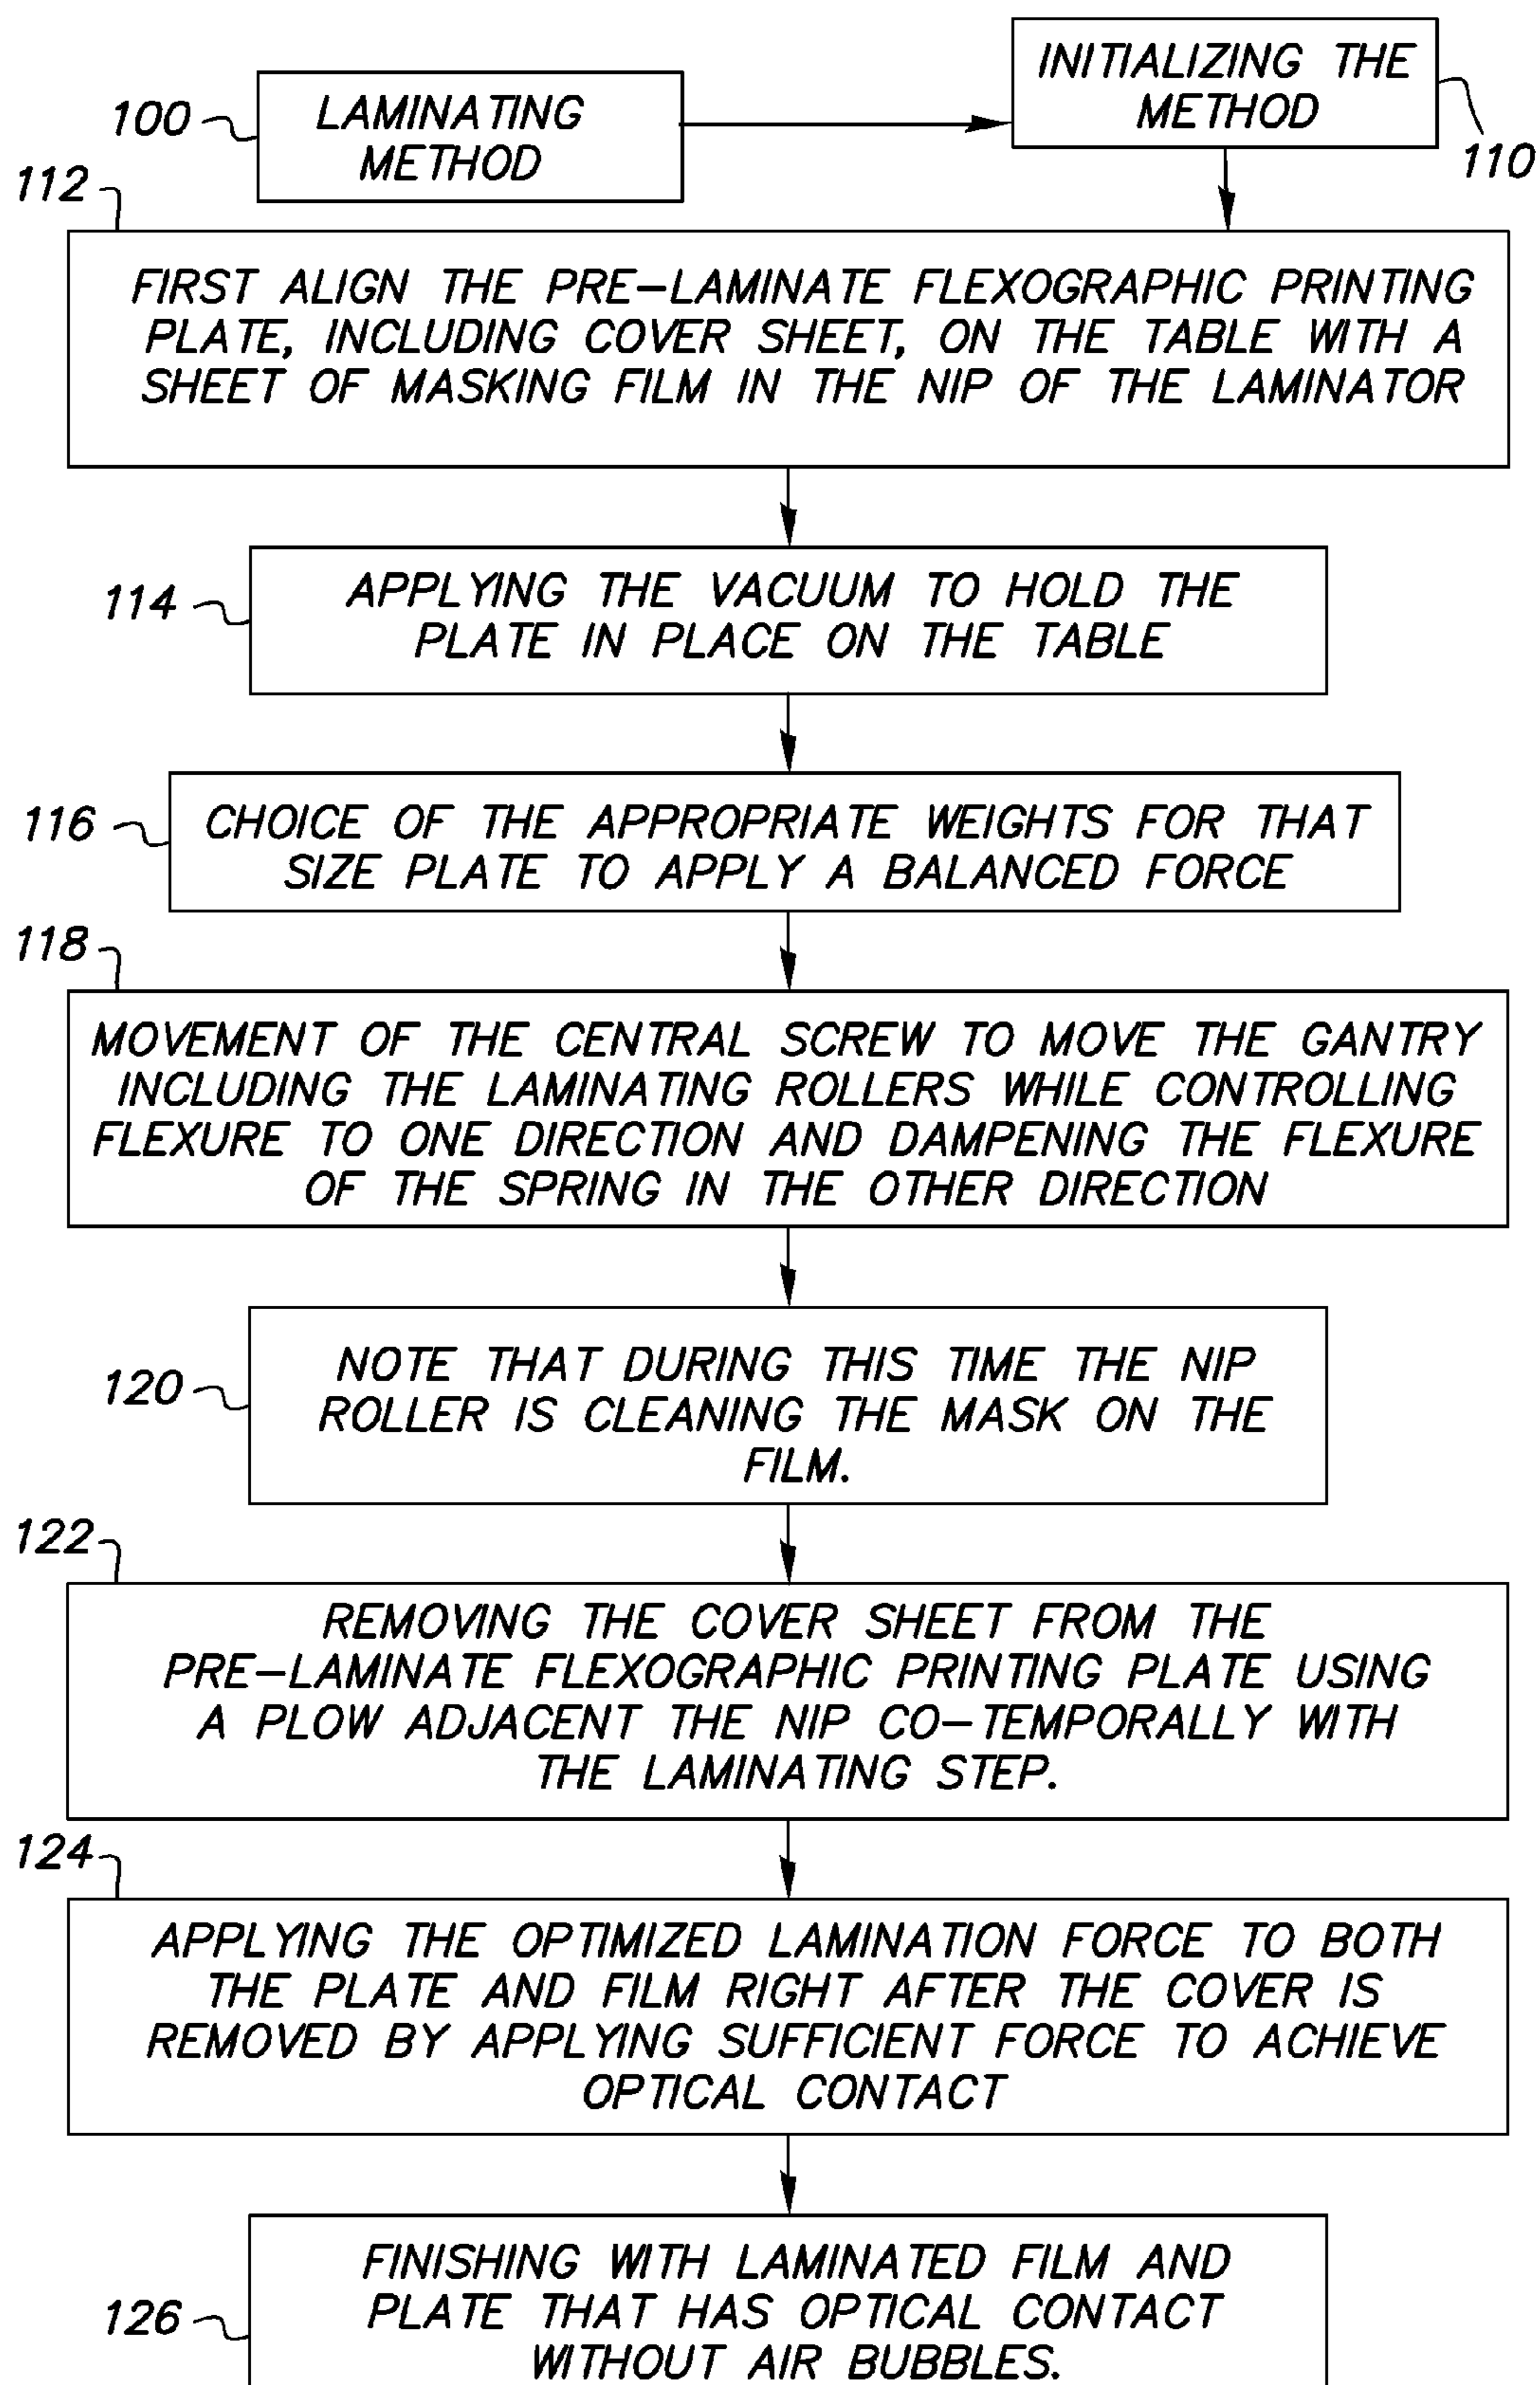 100
LAMINATING
METHOD
INITIALIZING THE
METHOD
110
112
FIRST ALIGN THE PRE-LAMINATE FLEXOGRAPHIC PRINTING
PLATE, INCLUDING COVER SHEET, ON THE TABLE WITH A
SHEET OF MASKING FILM IN THE NIP OF THE LAMINATOR
114
APPLYING THE VACUUM TO HOLD THE
PLATE IN PLACE ON THE TABLE
116
CHOICE OF THE APPROPRIATE WEIGHTS FOR THAT
SIZE PLATE TO APPLY A BALANCED FORCE
118
MOVEMENT OF THE CENTRAL SCREW TO MOVE THE GANTRY
INCLUDING THE LAMINATING ROLLERS WHILE CONTROLLING
FLEXURE TO ONE DIRECTION AND DAMPENING THE FLEXURE
OF THE SPRING IN THE OTHER DIRECTION
120
NOTE THAT DURING THIS TIME THE NIP
ROLLER IS CLEANING THE MASK ON THE
FILM.
122
REMOVING THE COVER SHEET FROM THE
PRE-LAMINATE FLEXOGRAPHIC PRINTING PLATE USING
A PLOW ADJACENT THE NIP CO-TEMPORALLY WITH
THE LAMINATING STEP.
124
APPLYING THE OPTIMIZED LAMINATION FORCE TO BOTH
THE PLATE AND FILM RIGHT AFTER THE COVER IS
REMOVED BY APPLYING SUFFICIENT FORCE TO ACHIEVE
OPTICAL CONTACT
126
FINISHING WITH LAMINATED FILM AND
PLATE THAT HAS OPTICAL CONTACT
WITHOUT AIR BUBBLES.